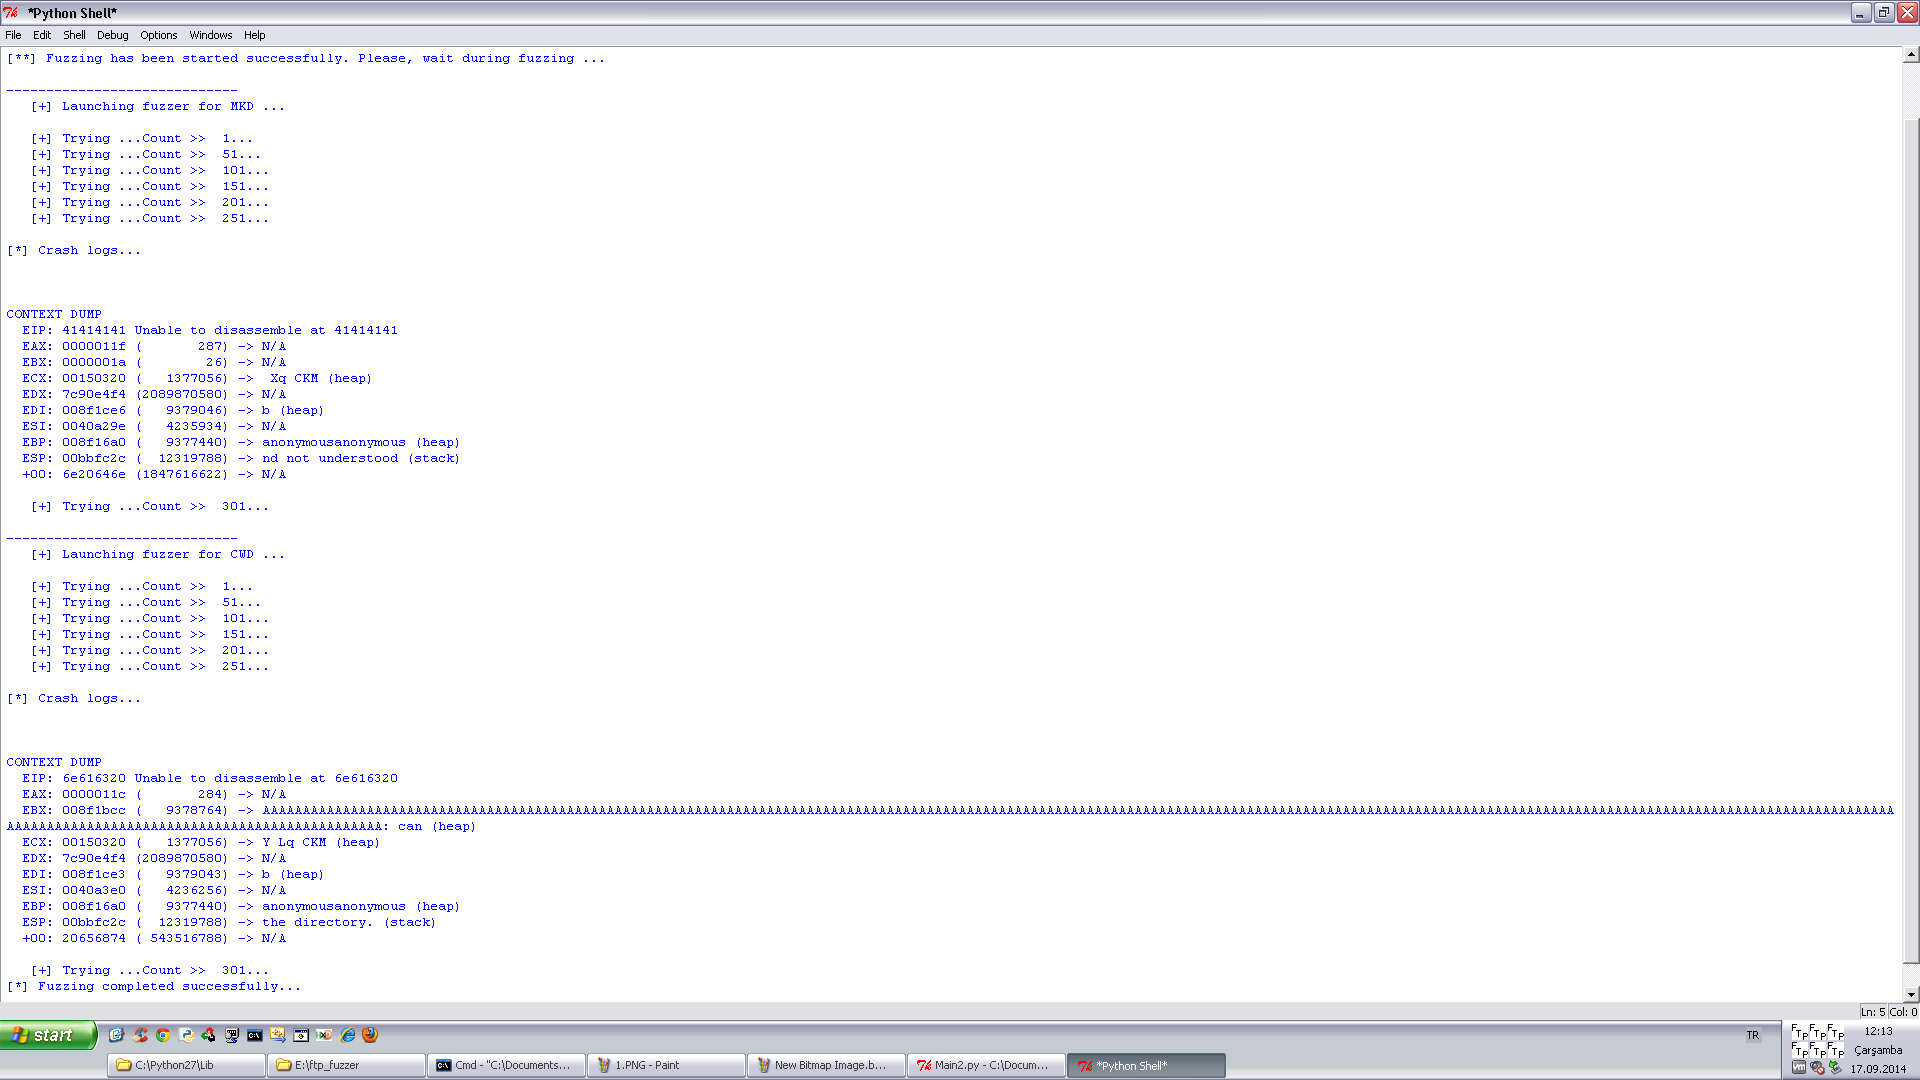 *Python Shell*
File Edit Shell Debug Options Windows Help
[**] Fuzzing has been started successfully. Please, wait during fuzzing ...
-----------------------------
[+] Launching fuzzer for MKD ...
[+] Trying ...Count >> 1...
[+] Trying ...Count >> 51...
[+] Trying ...Count >> 101...
[+] Trying ...Count >> 151...
[+] Trying ...Count >> 201...
[+] Trying ...Count >> 251...
[*] Crash logs...
CONTEXT DUMP
EIP: 41414141 Unable to disassemble at 41414141
EAX: 0000011f ( 287) -> N/A
EBX: 0000001a ( 26) -> N/A
ECX: 00150320 ( 1377056) -> Xq CKM (heap)
EDX: 7c90e4f4 (2089870580) -> N/A
EDI: 008f1ce6 ( 9379046) -> b (heap)
ESI: 0040a29e ( 4235934) -> N/A
EBP: 008f16a0 ( 9377440) -> anonymousanonymous (heap)
ESP: 00bbfc2c ( 12319788) -> nd not understood (stack)
+00: 6e20646e (1847616622) -> N/A
[+] Trying ...Count >> 301...
-----------------------------
[+] Launching fuzzer for CWD ...
[+] Trying ...Count >> 1...
[+] Trying ...Count >> 51...
[+] Trying ...Count >> 101...
[+] Trying ...Count >> 151...
[+] Trying ...Count >> 201...
[+] Trying ...Count >> 251...
[*] Crash logs...
CONTEXT DUMP
EIP: 6e616320 Unable to disassemble at 6e616320
EAX: 0000011c ( 284) -> N/A
EBX: 008f1bcc ( 9378764) -> AAAAAAAAAAAAAAAAAAAAAAAAAAAAAAAAAAAAAAAAAAAAAAAAAAAAAAAAAAAAAAAAAAAAAAAAAAAAAAAAAAAAAAAAAAAAAAAAAAAAAAAAAAAAAAAAAAAAAAAAAAAAAAAAAAAAAAAAAAAAAAAAAAAAAAAAAAAAAAAAAAAAAAAAAAAAAAAAAAAAAAAAAAAAAAAAAAAAAAAAAAAAAAAAAAAA
AAAAAAAAAAAAAAAAAAAAAAAAAAAAAAAAAAAAAAAAAAAAAAA: can (heap)
ECX: 00150320 ( 1377056) -> Y Lq CKM (heap)
EDX: 7c90e4f4 (2089870580) -> N/A
EDI: 008f1ce3 ( 9379043) -> b (heap)
ESI: 0040a3e0 ( 4236256) -> N/A
EBP: 008f16a0 ( 9377440) -> anonymousanonymous (heap)
ESP: 00bbfc2c ( 12319788) -> the directory. (stack)
+00: 20656874 ( 543516788) -> N/A
[+] Trying ...Count >> 301...
[*] Fuzzing completed successfully...
Ln: 5 Col: 0
start
TR
12:13
Çarşamba
17.09.2014
C:\Python27\Lib
E:\ftp_fuzzer
Cmd - "C:\Documents...
1.PNG - Paint
New Bitmap Image.b...
Main2.py - C:\Docum...
*Python Shell*